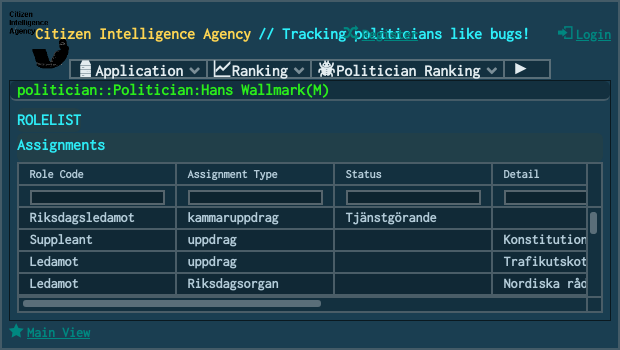 Citizen
Intelligence
Agency
Citizen Intelligence Agency // Tracking politicians like bugs!
Register
Login
Application
Ranking
Politician Ranking
politician::Politician:Hans Wallmark(M)
ROLELIST
Assignments
Role Code Assignment Type Status Detail
Riksdagsledamot kammaruppdrag Tjänstgörande
Suppleant uppdrag Konstitution
Ledamot uppdrag Trafikutskot
Ledamot Riksdagsorgan Nordiska råd
Main View